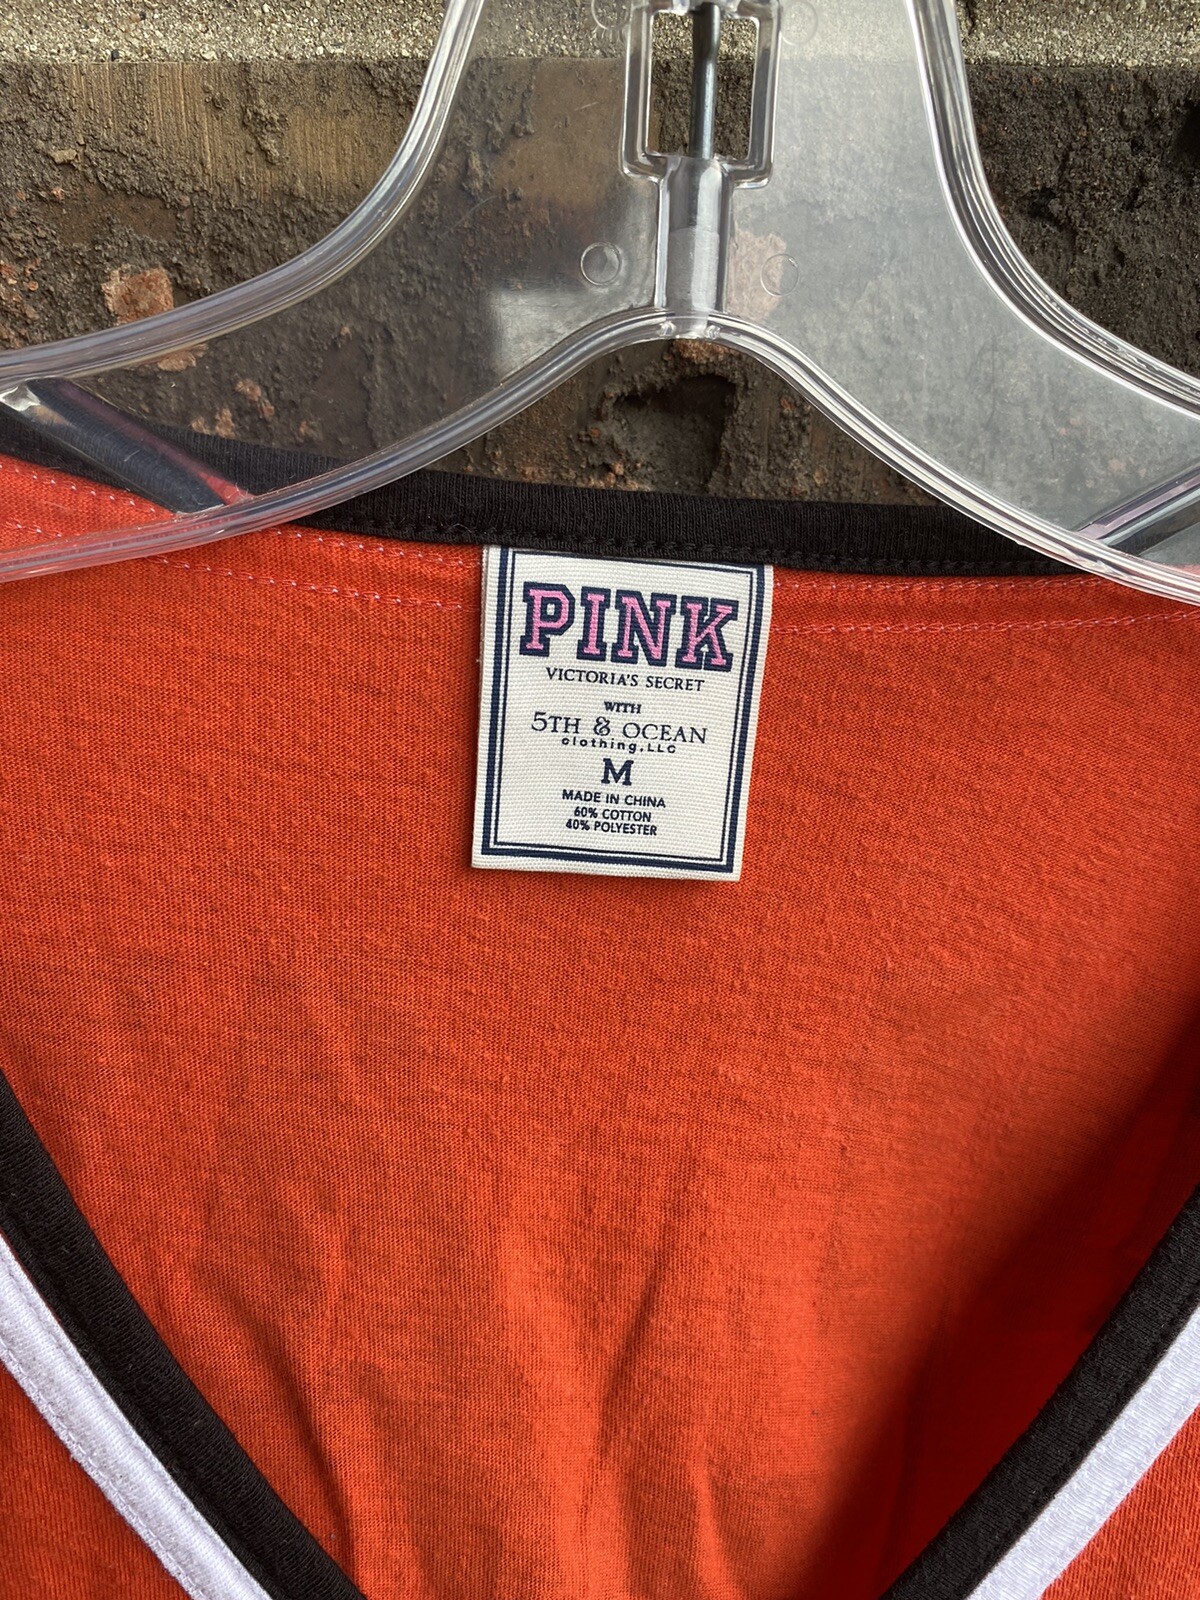 PINK
VICTORIA'S SECRET
WITH
5TH & OCEAN
clothing, LLC
M
MADE IN CHINA
60% COTTON
40% POLYESTER